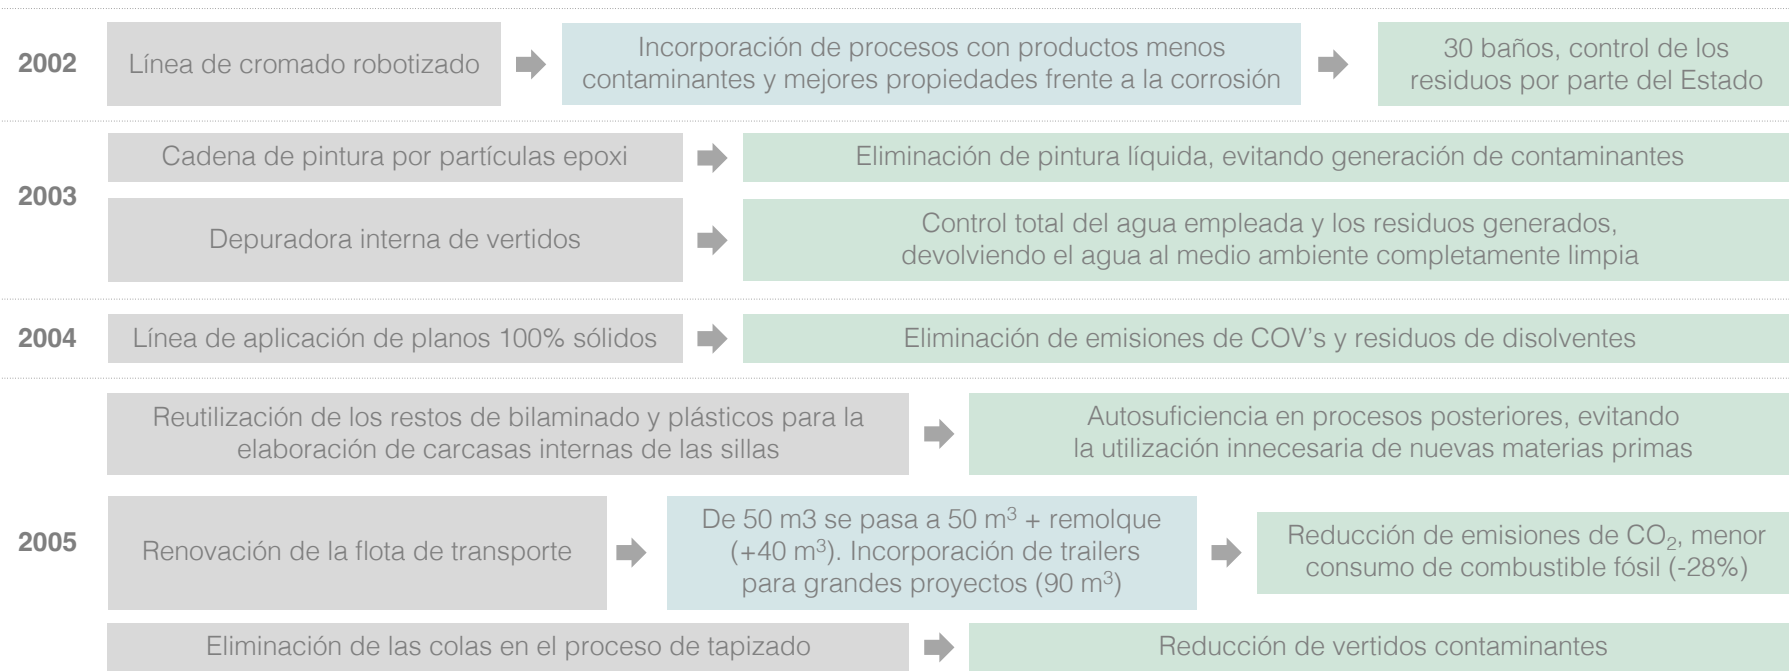 2002
Línea de cromado robotizado
Incorporación de procesos con productos menos
contaminantes y mejores propiedades frente a la corrosión
30 baños, control de los
residuos por parte del Estado
2003
Cadena de pintura por partículas epoxi
Eliminación de pintura líquida, evitando generación de contaminantes
Depuradora interna de vertidos
Control total del agua empleada y los residuos generados,
devolviendo el agua al medio ambiente completamente limpia
2004
Línea de aplicación de planos 100% sólidos
Eliminación de emisiones de COV's y residuos de disolventes
2005
Reutilización de los restos de bilaminado y plásticos para la
elaboración de carcasas internas de las sillas
Autosuficiencia en procesos posteriores, evitando
la utilización innecesaria de nuevas materias primas
Renovación de la flota de transporte
De 50 m3 se pasa a 50 m³ + remolque
(+40 m³). Incorporación de trailers
para grandes proyectos (90 m³)
Reducción de emisiones de CO₂, menor
consumo de combustible fósil (-28%)
Eliminación de las colas en el proceso de tapizado
Reducción de vertidos contaminantes